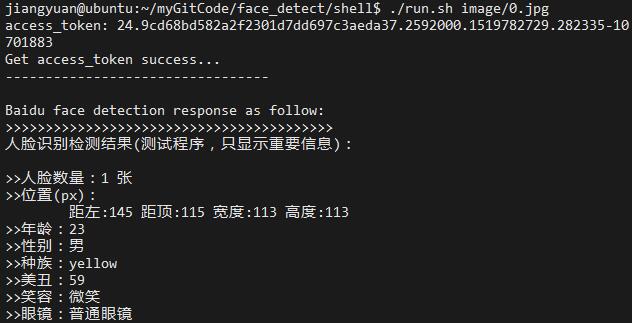 jiangyuan@ubuntu:~/myGitCode/face_detect/shell$ ./run.sh image/0.jpg
access_token: 24.9cd68bd582a2f2301d7dd697c3aeda37.2592000.1519782729.282335-10
701883
Get access_token success...
---------------------------------
Baidu face detection response as follow:
>>>>>>>>>>>>>>>>>>>>>>>>>>>>>>>>>>>>>>>>>
人脸识别检测结果(测试程序，只显示重要信息)：
>>人脸数量：1 张
>>位置(px)：
距左:145 距顶:115 宽度:113 高度:113
>>年龄：23
>>性别：男
>>种族：yellow
>>美丑：59
>>笑容：微笑
>>眼镜：普通眼镜